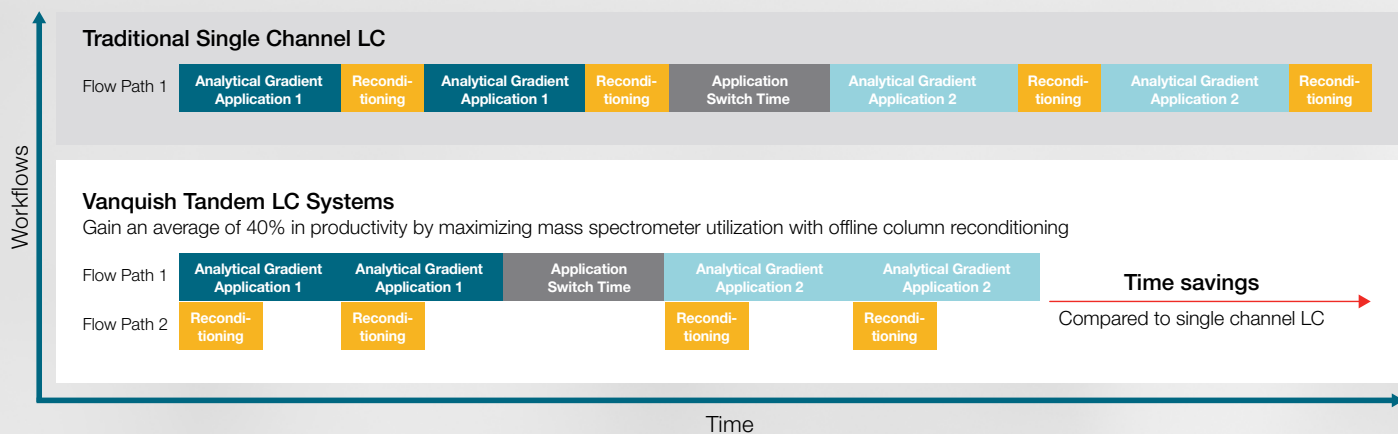 Workflows
Traditional Single Channel LC
Flow Path 1
Analytical Gradient
Application 1
Recondi-
tioning
Analytical Gradient
Application 1
Recondi-
tioning
Application
Switch Time
Analytical Gradient
Application 2
Recondi-
tioning
Analytical Gradient
Application 2
Recondi-
tioning
Vanquish Tandem LC Systems
Gain an average of 40% in productivity by maximizing mass spectrometer utilization with offline column reconditioning
Flow Path 1
Analytical Gradient
Application 1
Analytical Gradient
Application 1
Application
Switch Time
Analytical Gradient
Application 2
Analytical Gradient
Application 2
Flow Path 2
Recondi-
tioning
Recondi-
tioning
Recondi-
tioning
Recondi-
tioning
Time savings
Compared to single channel LC
Time